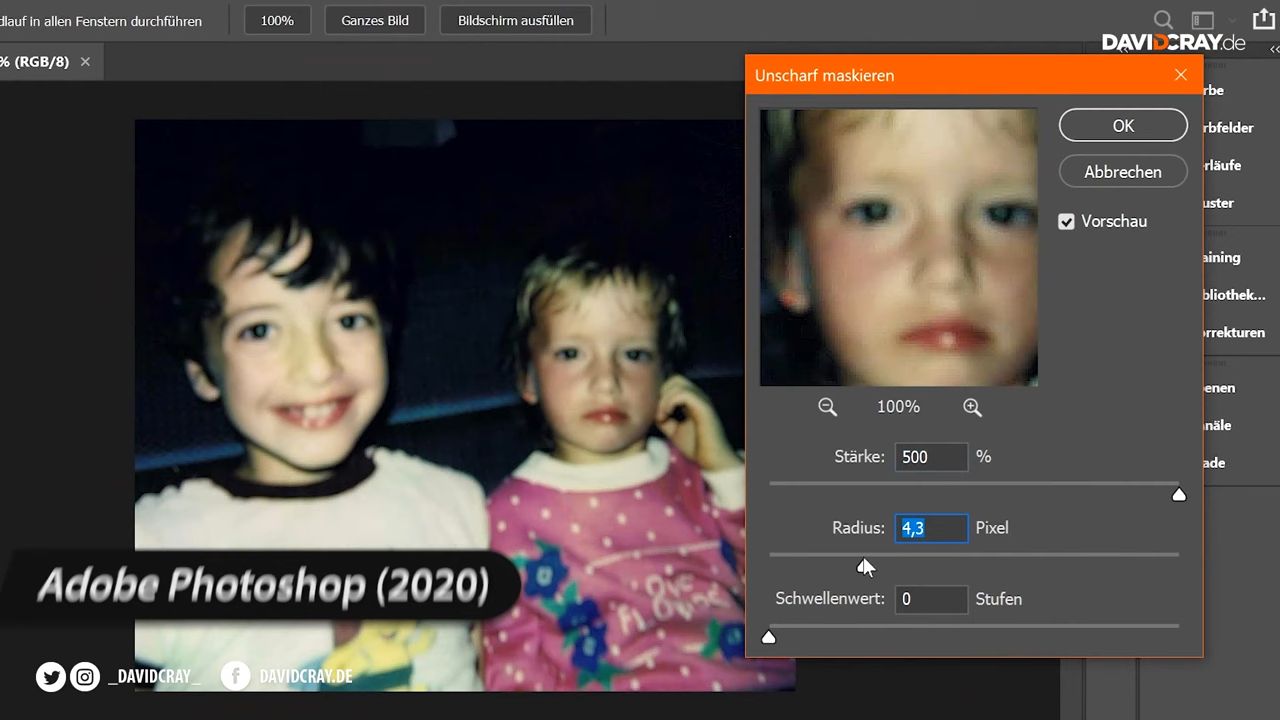 dlauf in allen Fenstern durchführen
100%
Ganzes Bild
Bildschirm ausfüllen
DAVIDCRAY.de
% (RGB/8)
Unscharf maskieren
OK
Abbrechen
Vorschau
100%
Stärke: 500 %
Radius: 4,3 Pixel
Schwellenwert: 0 Stufen
rbe
rbfelder
erläufe
uster
aining
ibliothek...
orrekturen
enen
näle
ade
Adobe Photoshop (2020)
_DAVIDCRAY_
DAVIDCRAY.DE